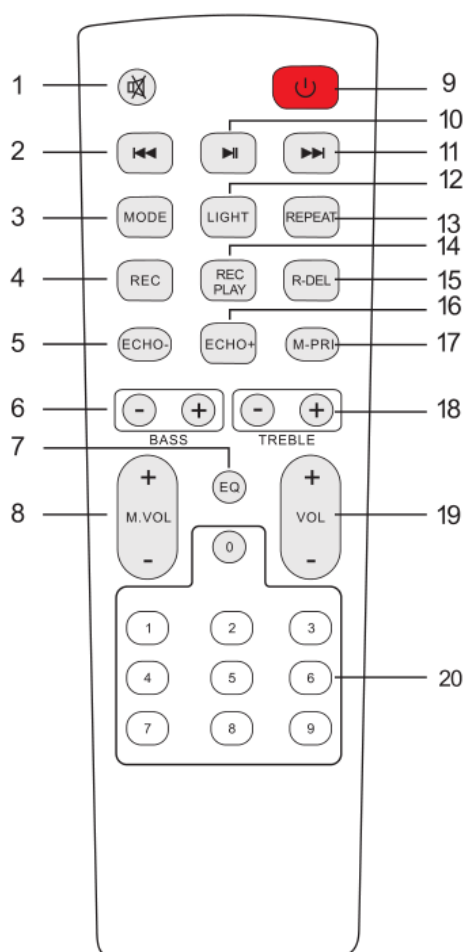 1
9
10
2
11
12
3 MODE LIGHT REPEAT
13
14
4 REC REC PLAY R-DEL
15
16
5 ECHO- ECHO+ M-PRI
17
6 - + - + 18
BASS TREBLE
7
+ EQ +
8 M.VOL VOL 19
- 0 -
1 2 3
4 5 6 20
7 8 9